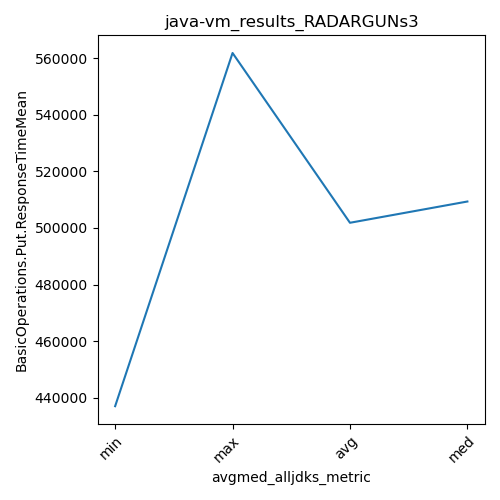 java-vm_results_RADARGUNs3
BasicOperations.Put.ResponseTimeMean
560000
540000
520000
500000
480000
460000
440000
min
max
avg
med
avgmed_alljdks_metric